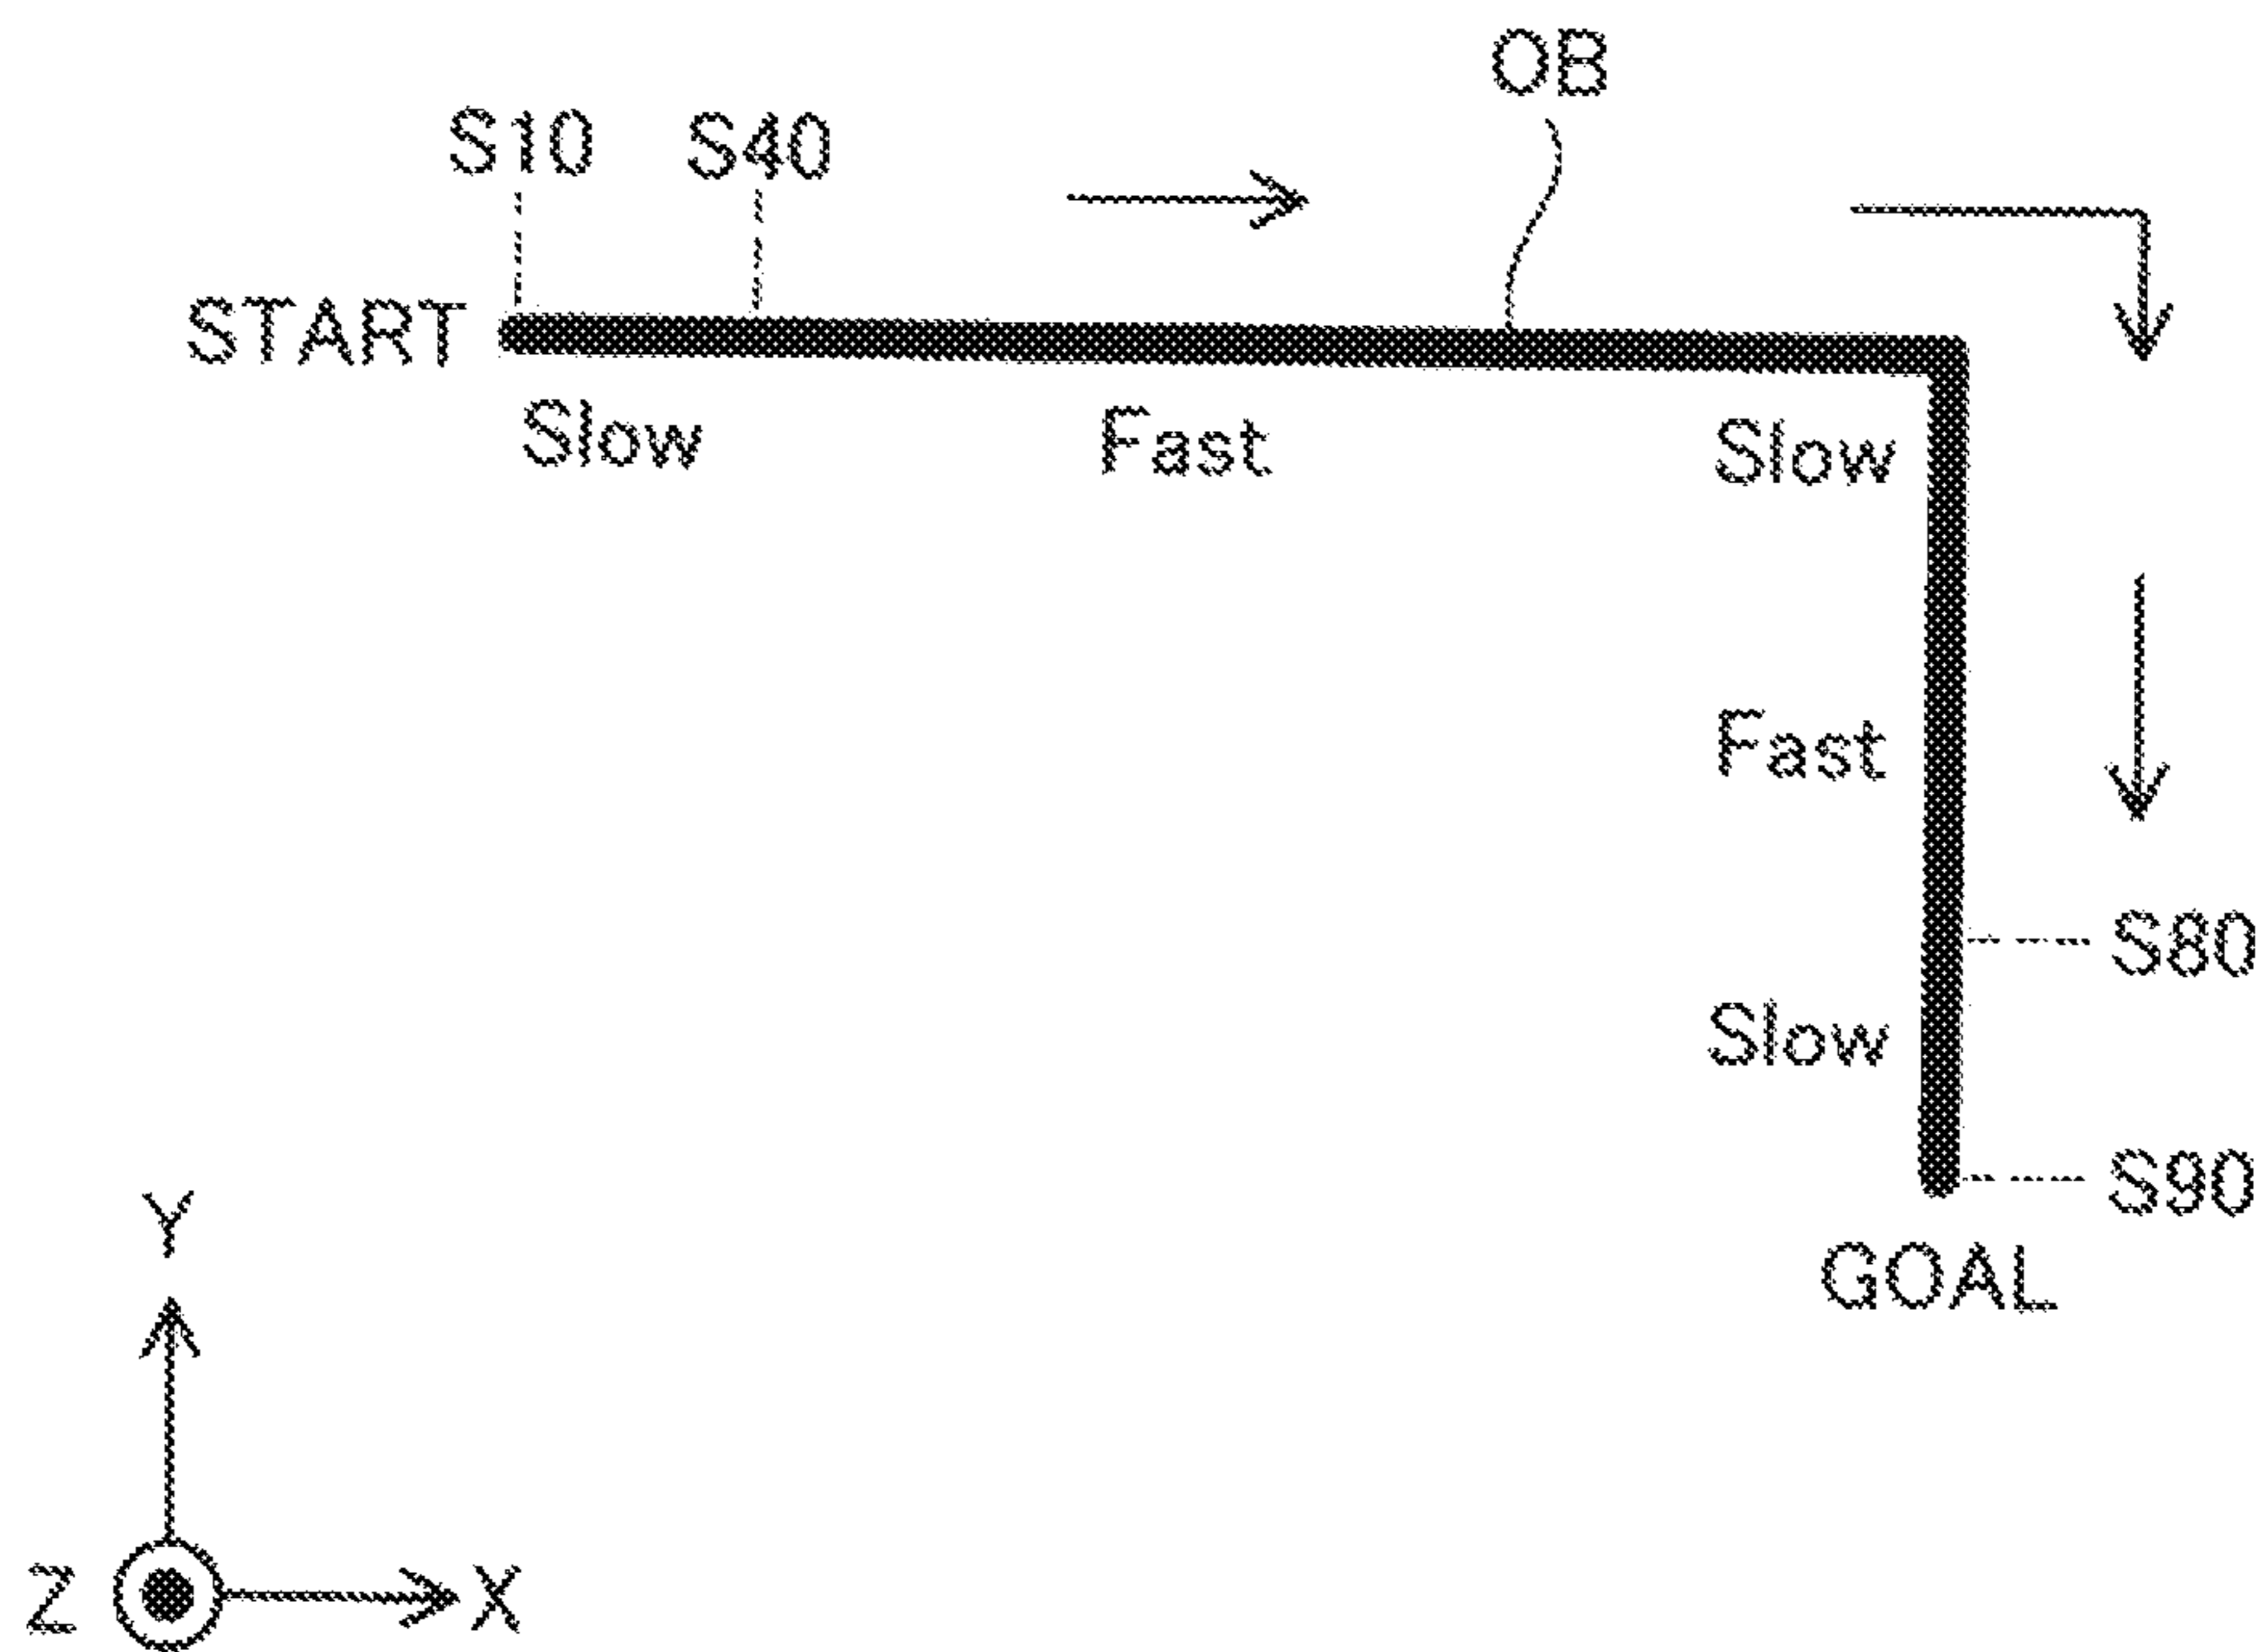 OB
S10 S40
START
Slow Fast Slow
Fast
S80
Slow
S90
GOAL
Y
Z X